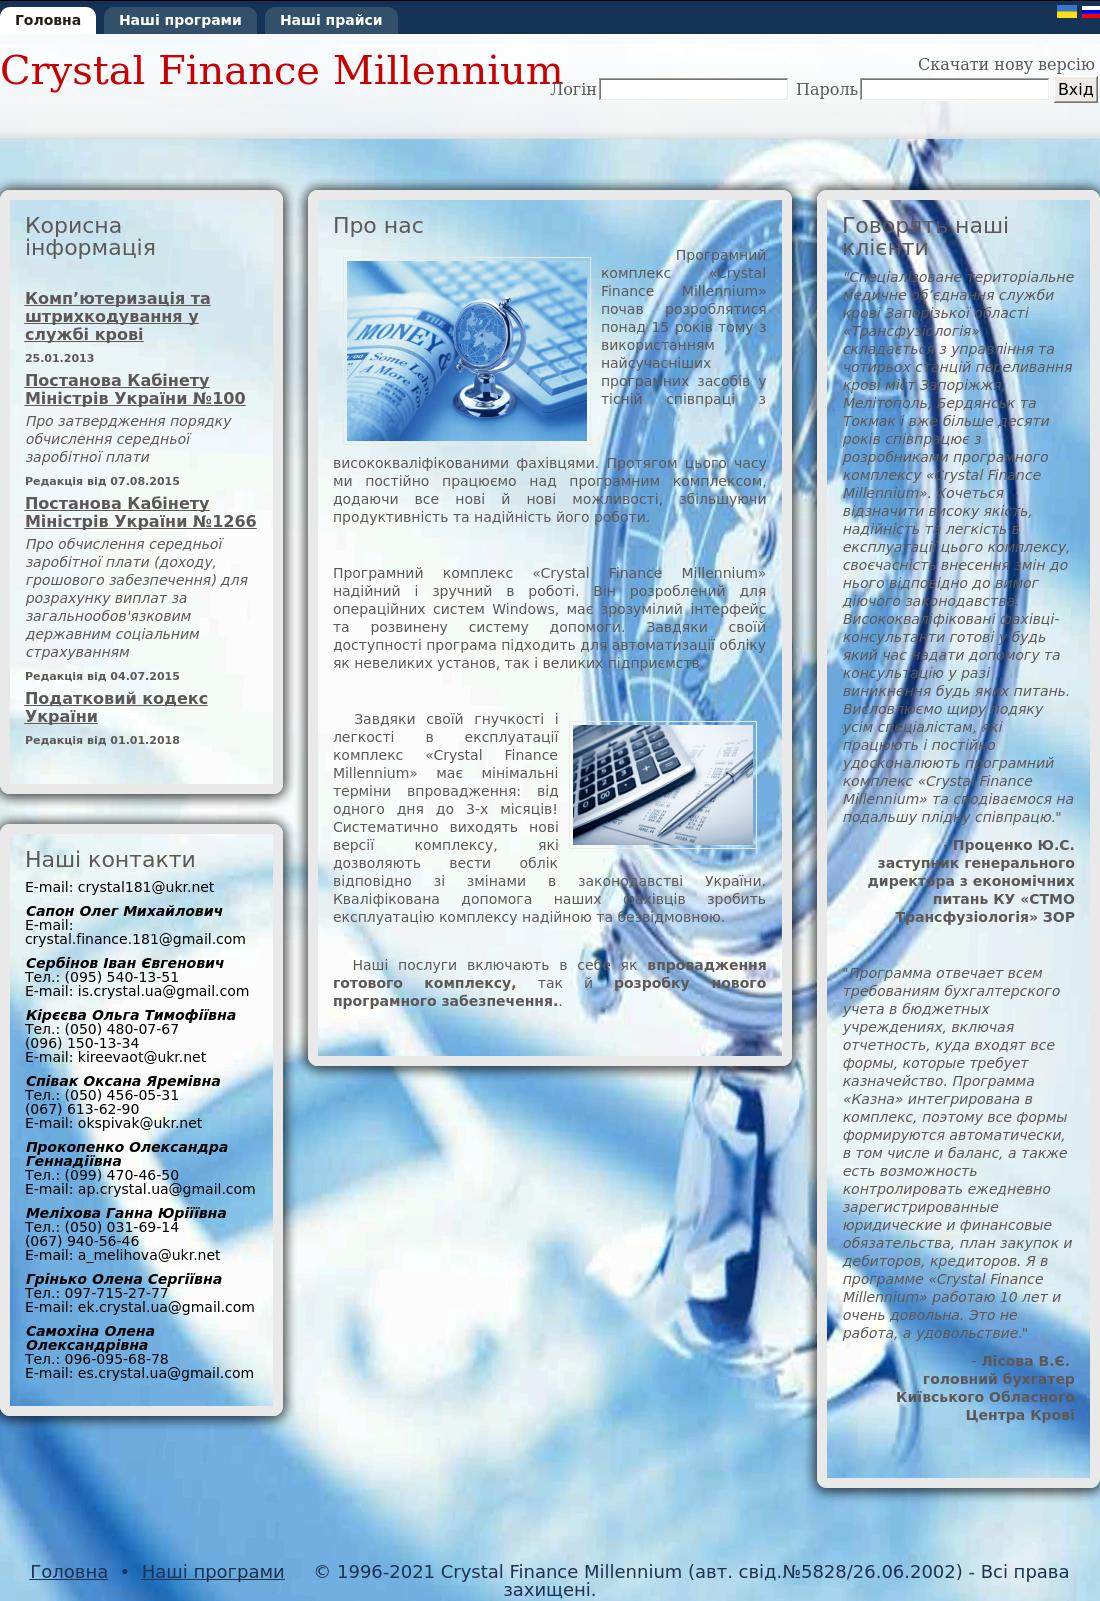 Головна
Наші програми
Наші прайси
Crystal Finance Millennium
Скачати нову версію
Логін
Пароль
Вхід
Корисна
інформація
Комп’ютеризація та
штрихкодування у
службі крові
25.01.2013
Постанова Кабінету
Міністрів України №100
Про затвердження порядку
обчислення середньої
заробітної плати
Редакція від 07.08.2015
Постанова Кабінету
Міністрів України №1266
Про обчислення середньої
заробітної плати (доходу,
грошового забезпечення) для
розрахунку виплат за
загальнообов'язковим
державним соціальним
страхуванням
Редакція від 04.07.2015
Податковий кодекс
України
Редакція від 01.01.2018
Наші контакти
E-mail: crystal181@ukr.net
Сапон Олег Михайлович
E-mail:
crystal.finance.181@gmail.com
Сербінов Іван Євгенович
Тел.: (095) 540-13-51
E-mail: is.crystal.ua@gmail.com
Кірєєва Ольга Тимофіївна
Тел.: (050) 480-07-67
(096) 150-13-34
E-mail: kireevaot@ukr.net
Співак Оксана Яремівна
Тел.: (050) 456-05-31
(067) 613-62-90
E-mail: okspivak@ukr.net
Прокопенко Олександра
Геннадіївна
Тел.: (099) 470-46-50
E-mail: ap.crystal.ua@gmail.com
Меліхова Ганна Юріїївна
Тел.: (050) 031-69-14
(067) 940-56-46
E-mail: a_melihova@ukr.net
Грінько Олена Сергіївна
Тел.: 097-715-27-77
E-mail: ek.crystal.ua@gmail.com
Самохіна Олена
Олександрівна
Тел.: 096-095-68-78
E-mail: es.crystal.ua@gmail.com
Про нас
MONEY
THE
Some
A More
Програмний
комплекс «Crystal
Finance Millennium»
почав розроблятися
понад 15 років тому з
використанням
найсучасніших
програмних засобів у
тісній співпраці з
висококваліфікованими фахівцями. Протягом цього часу
ми постійно працюємо над програмним комплексом,
додаючи все нові й нові можливості, збільшуючи
продуктивність та надійність його роботи.
Програмний комплекс «Crystal Finance Millennium»
надійний і зручний в роботі. Він розроблений для
операційних систем Windows, має зрозумілий інтерфейс
та розвинену систему допомоги. Завдяки своїй
доступності програма підходить для автоматизації обліку
як невеликих установ, так і великих підприємств.
Завдяки своїй гнучкості і
легкості в експлуатації
комплекс «Crystal Finance
Millennium» має мінімальні
терміни впровадження: від
одного дня до 3-х місяців!
Систематично виходять нові
версії комплексу, які
дозволяють вести облік
відповідно зі змінами в законодавстві України.
Кваліфікована допомога наших фахівців зробить
експлуатацію комплексу надійною та безвідмовною.
Наші послуги включають в себе як впровадження
готового комплексу, так й розробку нового
програмного забезпечення..
Говорять наші
клієнти
"Спеціалізоване територіальне
медичне об’єднання служби
крові Запорізької області
«Трансфузіологія»
складається з управління та
чотирьох станцій переливання
крові міст Запоріжжя,
Мелітополь, Бердянськ та
Токмак і вже більше десяти
років співпрацює з
розробниками програмного
комплексу «Crystal Finance
Millennium». Хочеться
відзначити високу якість,
надійність та легкість в
експлуатації цього комплексу,
своєчасність внесення змін до
нього відповідно до вимог
діючого законодавства.
Висококваліфіковані фахівці-
консультанти готові у будь
який час надати допомогу та
консультацію у разі
виникнення будь яких питань.
Висловлюємо щиру подяку
усім спеціалістам, які
працюють і постійно
удосконалюють програмний
комплекс «Crystal Finance
Millennium» та сподіваємося на
подальшу плідну співпрацю."
- Проценко Ю.С.
заступник генерального
директора з економічних
питань КУ «СТМО
Трансфузіологія» ЗОР
"Программа отвечает всем
требованиям бухгалтерского
учета в бюджетных
учреждениях, включая
отчетность, куда входят все
формы, которые требует
казначейство. Программа
«Казна» интегрирована в
комплекс, поэтому все формы
формируются автоматически,
в том числе и баланс, а также
есть возможность
контролировать ежедневно
зарегистрированные
юридические и финансовые
обязательства, план закупок и
дебиторов, кредиторов. Я в
программе «Crystal Finance
Millennium» работаю 10 лет и
очень довольна. Это не
работа, а удовольствие."
- Лісова В.Є.
головний бухгатер
Київського Обласного
Центра Крові
Головна • Наші програми © 1996-2021 Crystal Finance Millennium (авт. свід.№5828/26.06.2002) - Всі права
захищені.